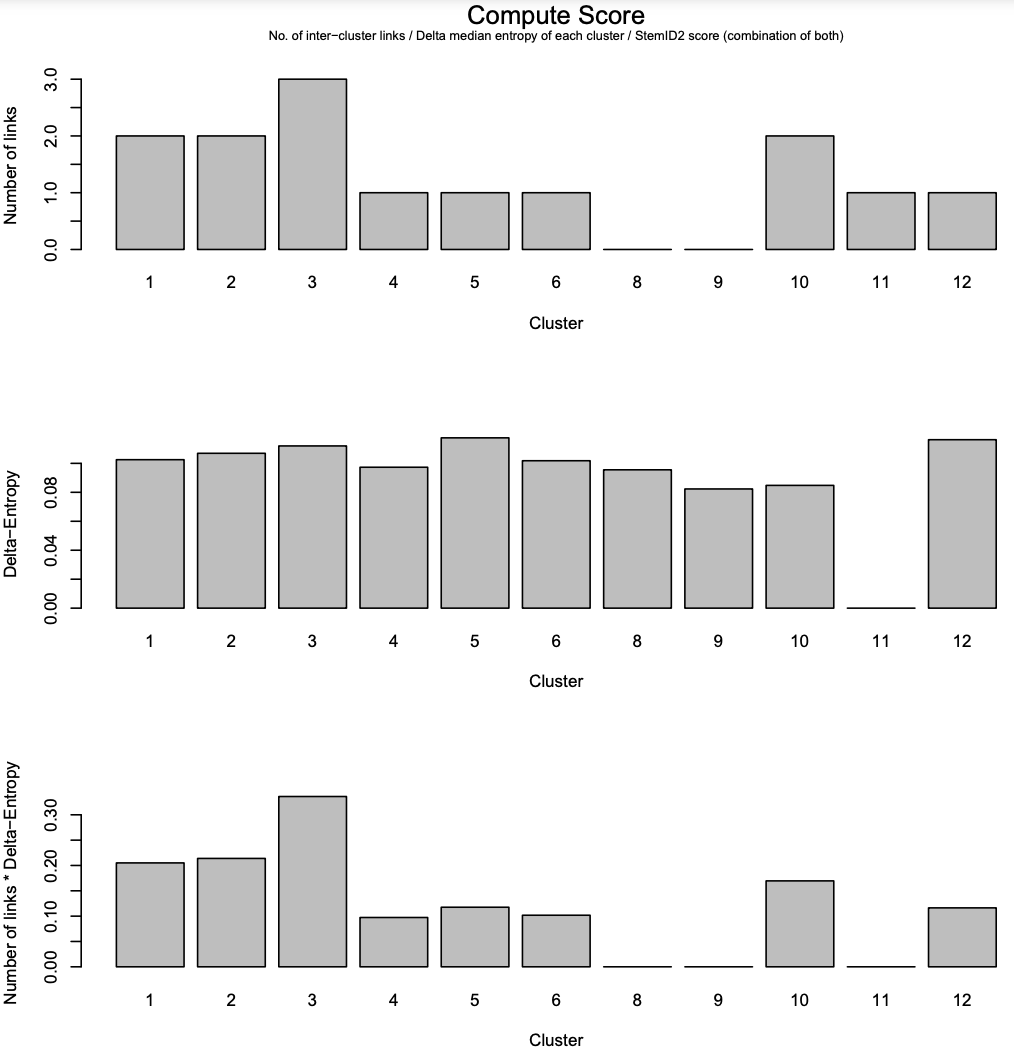 Compute Score
No. of inter−cluster links / Delta median entropy of each cluster / StemID2 score (combination of both)
Number of links
3.0
2.0
1.0
0.0
1 2 3 4 5 6 8 9 10 11 12
Cluster
Delta−Entropy
0.08
0.04
0.00
1 2 3 4 5 6 8 9 10 11 12
Cluster
Number of links * Delta−Entropy
0.30
0.20
0.10
0.00
1 2 3 4 5 6 8 9 10 11 12
Cluster